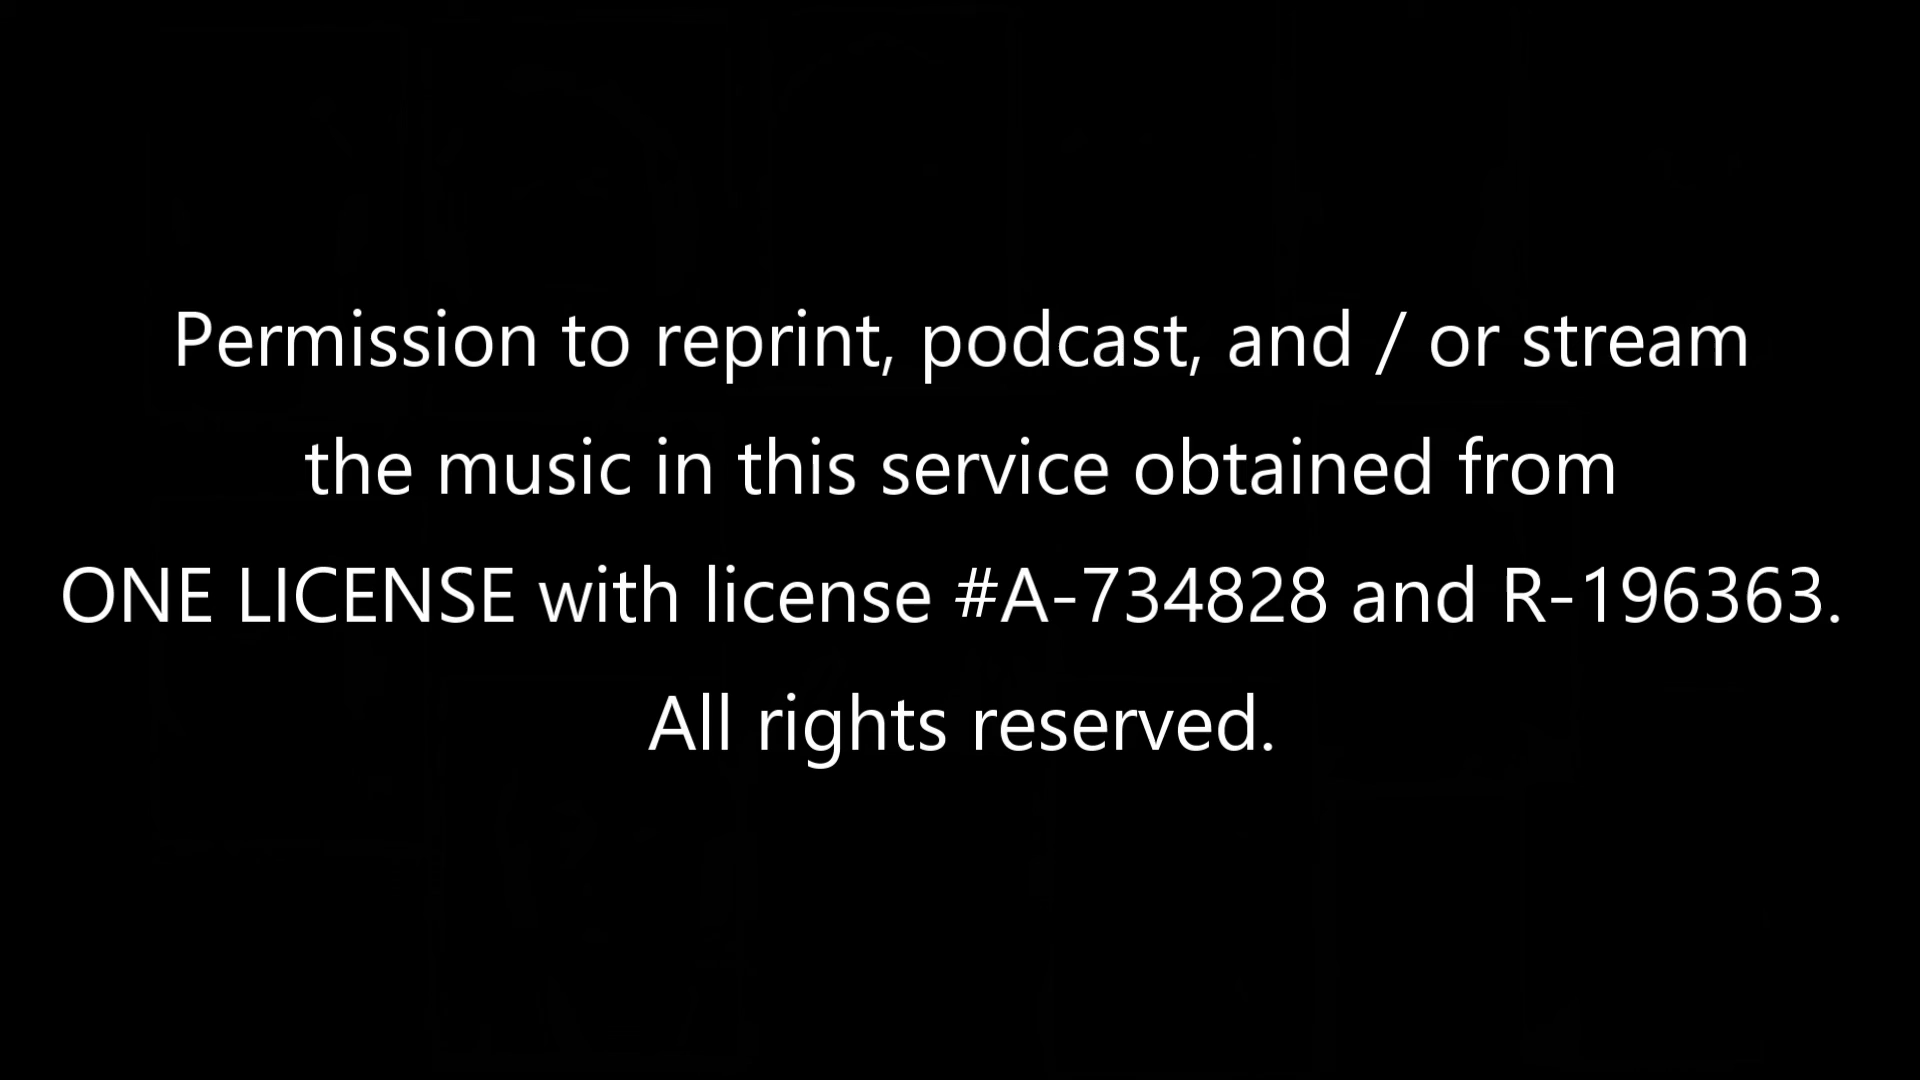 Permission to reprint, podcast, and / or stream
the music in this service obtained from
ONE LICENSE with license #A-734828 and R-196363.
All rights reserved.